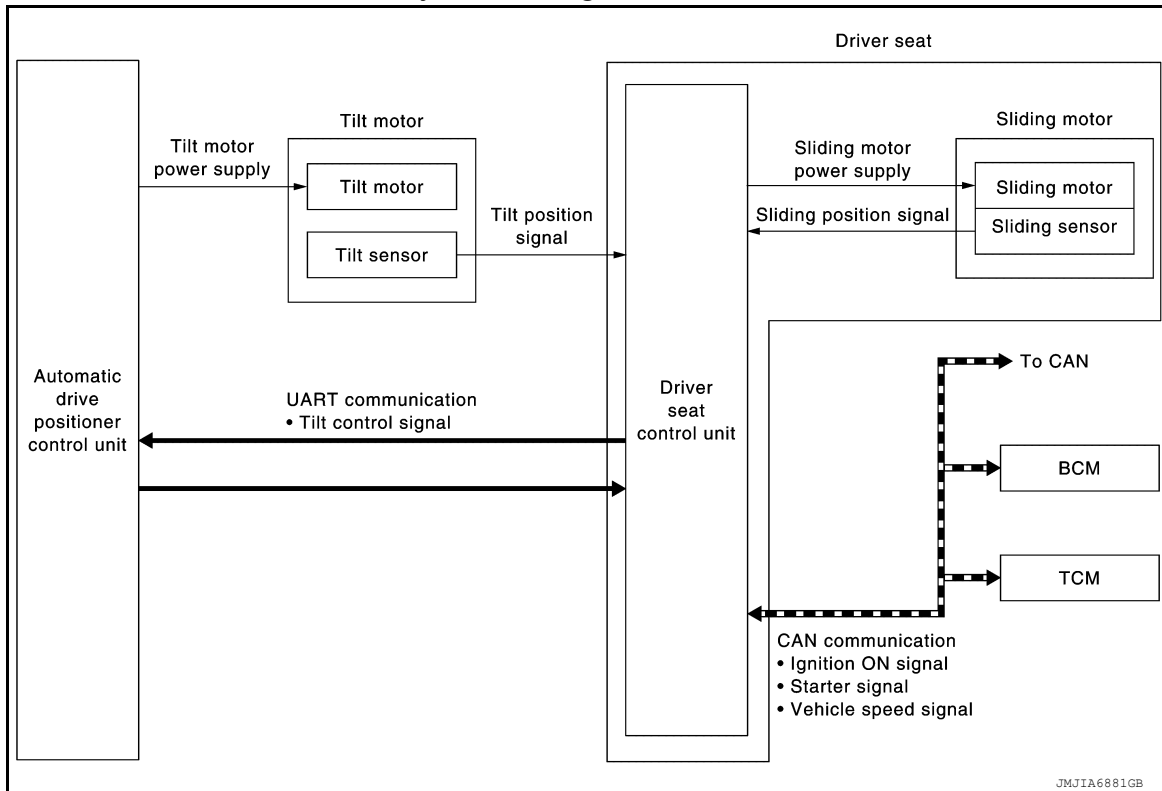 Driver seat
Tilt motor
Sliding motor
Tilt motor
power supply
Tilt motor
Sliding motor
power supply
Sliding motor
Tilt position
signal
Sliding position signal
Sliding sensor
Tilt sensor
Automatic
drive
positioner
control unit
UART communication
• Tilt control signal
Driver
seat
control unit
To CAN
BCM
TCM
CAN communication
• Ignition ON signal
• Starter signal
• Vehicle speed signal
JMJIA6881GB